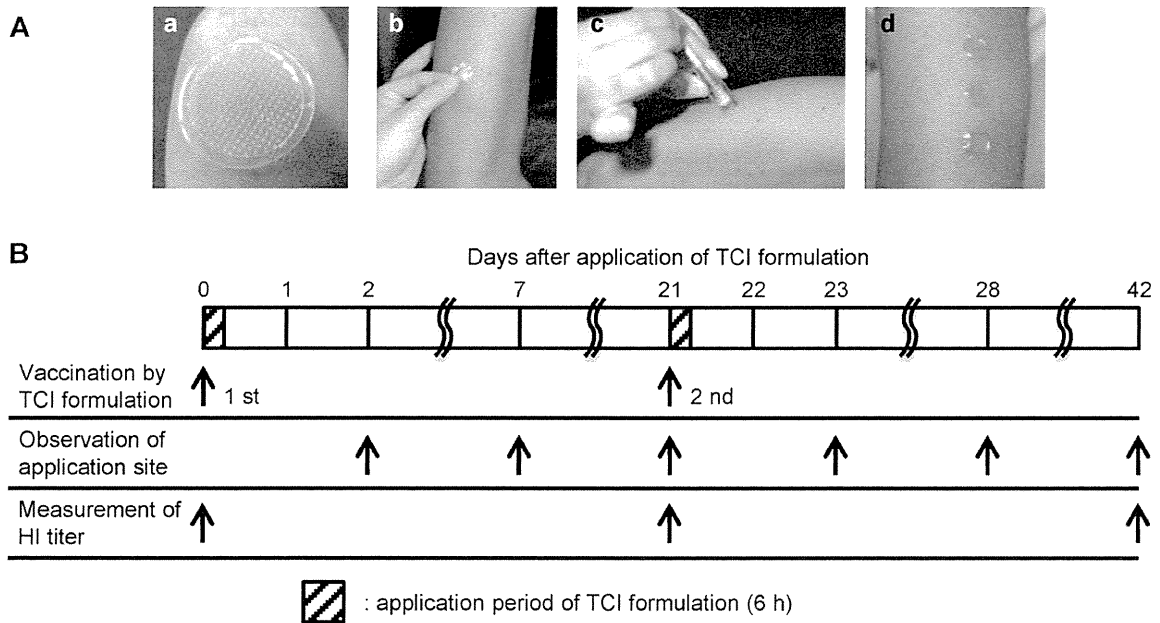 A
a b c d
B
Days after application of TCI formulation
0 1 2 7 21 22 23 28 42
Vaccination by
TCI formulation
1 st 2 nd
Observation of
application site
Measurement of
HI titer
: application period of TCI formulation (6 h)